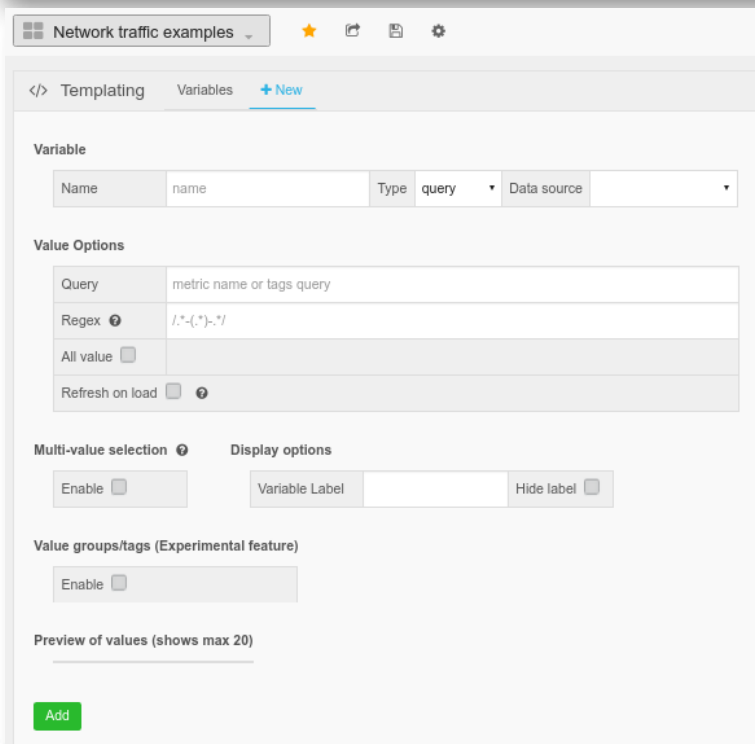 Network traffic examples
</> Templating Variables + New
Variable
Name name Type query Data source
Value Options
Query metric name or tags query
Regex /.*-(.*)-.*/
All value
Refresh on load
Multi-value selection Display options
Enable Variable Label Hide label
Value groups/tags (Experimental feature)
Enable
Preview of values (shows max 20)
Add